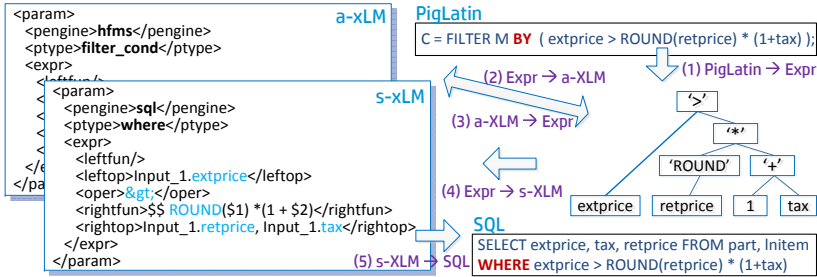 a-xLM
<param>
<pengine>hfms</pengine>
<ptype>filter_cond</ptype>
<expr>
s-xLM
<param>
<pengine>sql</pengine>
<ptype>where</ptype>
<expr>
<leftfun/>
<leftop>Input_1.extprice</leftop>
<oper>&gt;</oper>
<rightfun>$$ ROUND($1) *(1 + $2)</rightfun>
<rightop>Input_1.retprice, Input_1.tax</rightop>
</expr>
</param>
PigLatin
C = FILTER M BY ( extprice > ROUND(retprice) * (1+tax) );
(1) PigLatin → Expr
(2) Expr → a-XLM
(3) a-XLM → Expr
(4) Expr → s-XLM
'>'
'*'
'ROUND' '+'
extprice retprice 1 tax
SQL
SELECT extprice, tax, retprice FROM part, lnitem
WHERE extprice > ROUND(retprice) * (1+tax)
(5) s-XLM → SQL